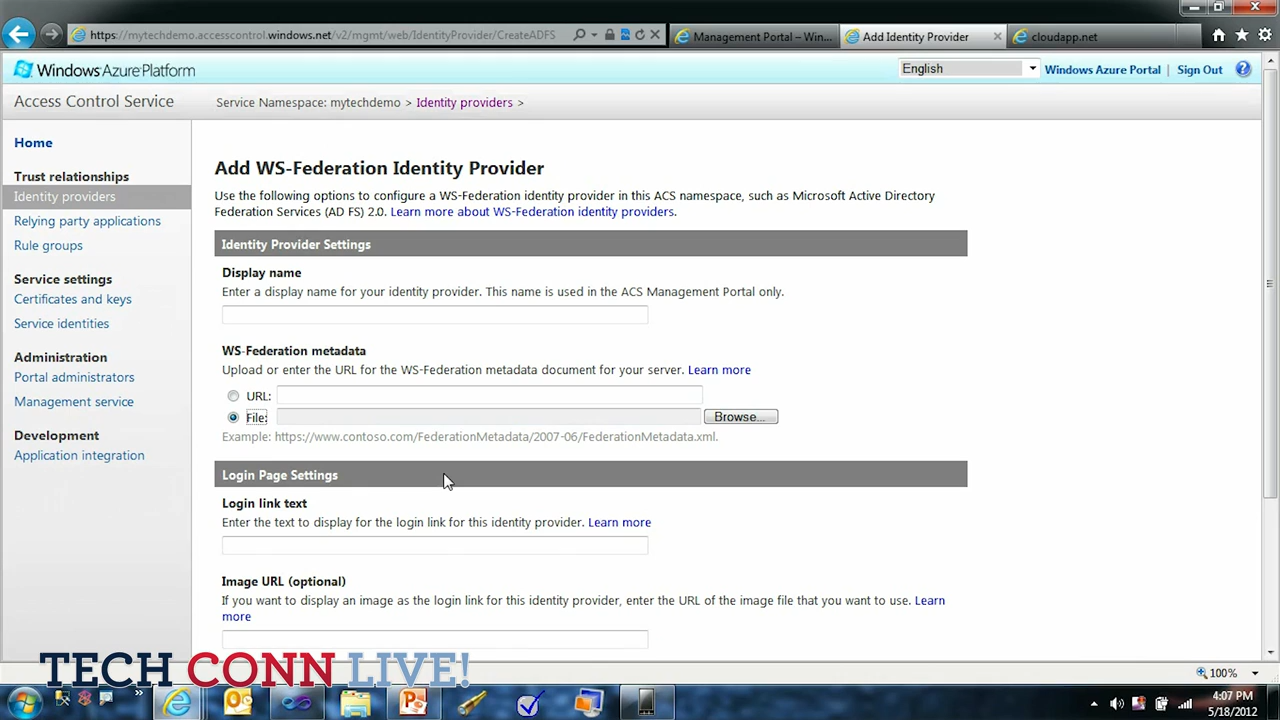 https://mytechdemo.accesscontrol.windows.net/v2/mgmt/web/IdentityProvider/CreateADFS
Management Portal – Win...
Add Identity Provider
cloudapp.net
Windows Azure Platform
English
Windows Azure Portal | Sign Out
Access Control Service
Service Namespace: mytechdemo > Identity providers >
Home
Trust relationships
Identity providers
Relying party applications
Rule groups
Service settings
Certificates and keys
Service identities
Administration
Portal administrators
Management service
Development
Application integration
Add WS-Federation Identity Provider
Use the following options to configure a WS-Federation identity provider in this ACS namespace, such as Microsoft Active Directory
Federation Services (AD FS) 2.0. Learn more about WS-Federation identity providers.
Identity Provider Settings
Display name
Enter a display name for your identity provider. This name is used in the ACS Management Portal only.
WS-Federation metadata
Upload or enter the URL for the WS-Federation metadata document for your server. Learn more
URL:
File:
Browse...
Example: https://www.contoso.com/FederationMetadata/2007-06/FederationMetadata.xml.
Login Page Settings
Login link text
Enter the text to display for the login link for this identity provider. Learn more
Image URL (optional)
If you want to display an image as the login link for this identity provider, enter the URL of the image file that you want to use. Learn
more
TECH CONN LIVE!
100%
4:07 PM
5/18/2012